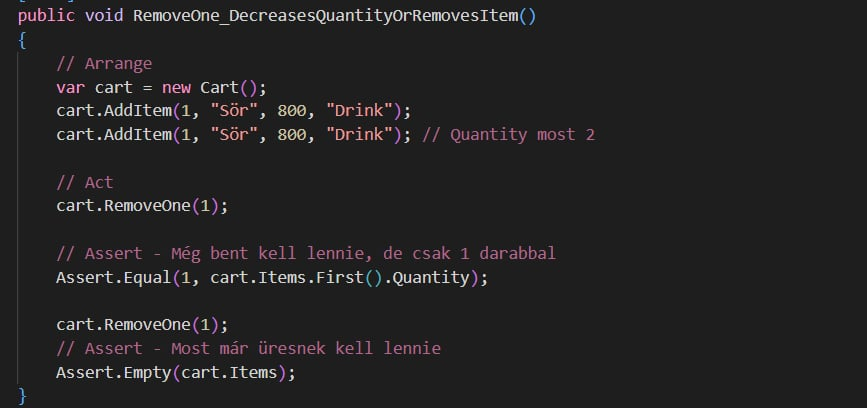 public void RemoveOne_DecreasesQuantityOrRemovesItem()
{
    // Arrange
    var cart = new Cart();
    cart.AddItem(1, "Sör", 800, "Drink");
    cart.AddItem(1, "Sör", 800, "Drink"); // Quantity most 2

    // Act
    cart.RemoveOne(1);

    // Assert - Még bent kell lennie, de csak 1 darabbal
    Assert.Equal(1, cart.Items.First().Quantity);

    cart.RemoveOne(1);
    // Assert - Most már üresnek kell lennie
    Assert.Empty(cart.Items);
}